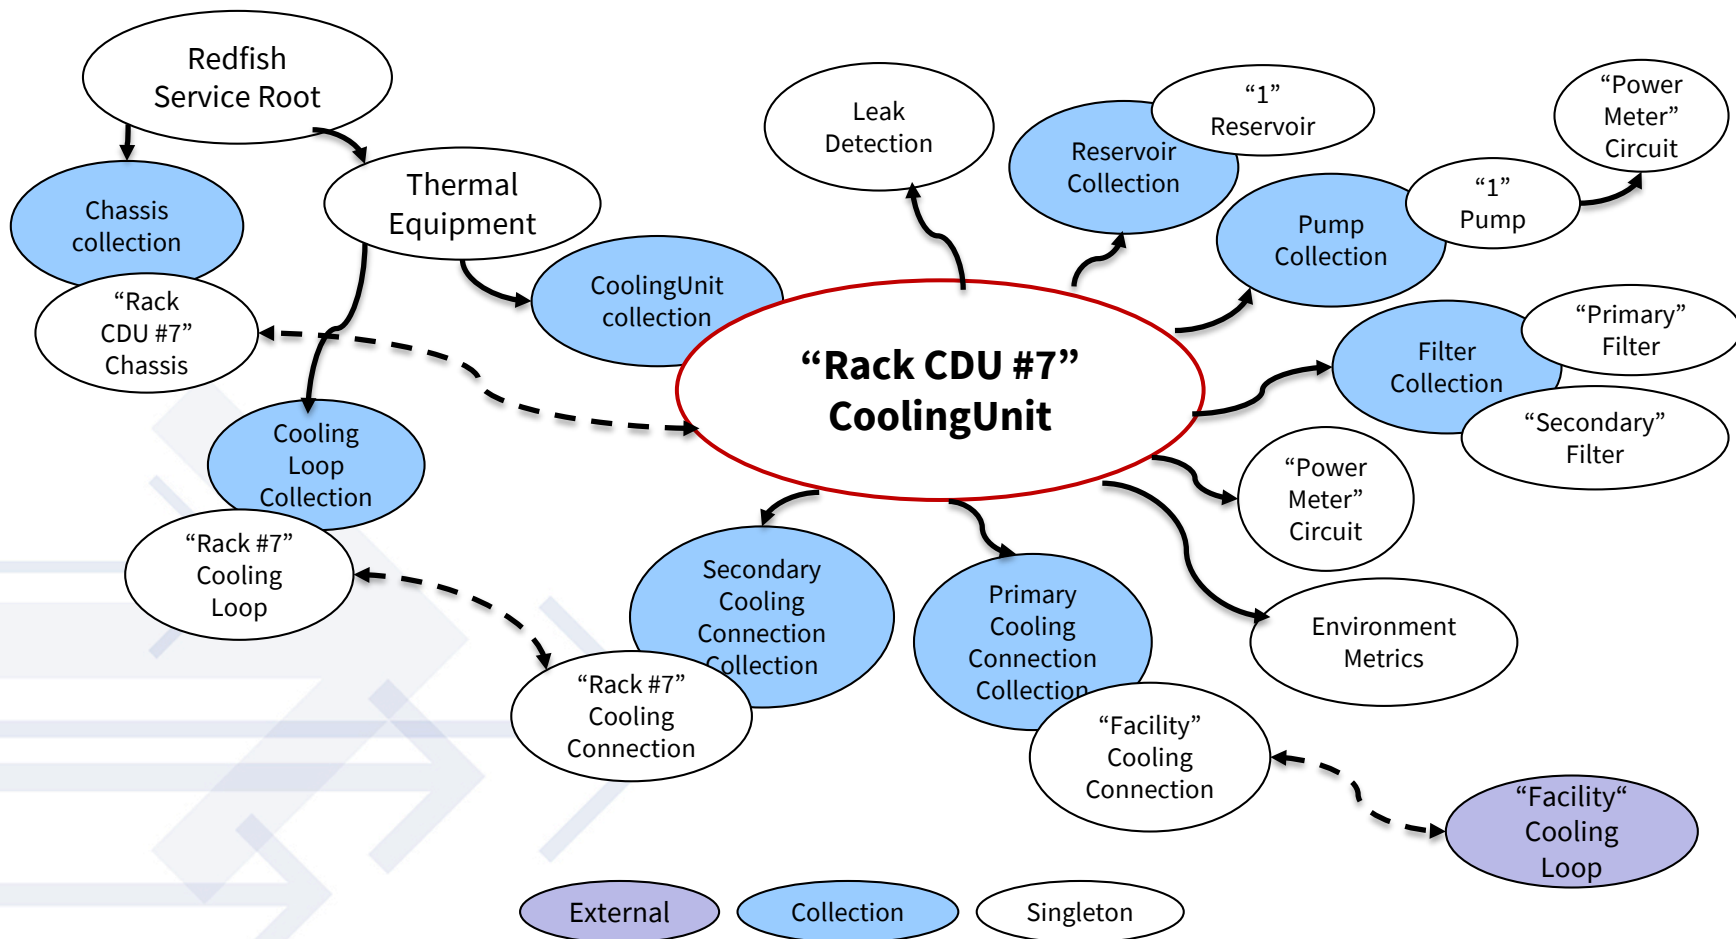 Redfish
Service Root
Leak
Detection
“1”
Reservoir
“Power
Meter”
Circuit
Reservoir
Collection
Thermal
Equipment
“1”
Pump
Chassis
collection
Pump
Collection
CoolingUnit
collection
“Rack
CDU #7”
Chassis
“Primary”
Filter
Filter
Collection
“Rack CDU #7”
CoolingUnit
“Secondary”
Filter
Cooling
Loop
Collection
“Power
Meter”
Circuit
“Rack #7”
Cooling
Loop
Secondary
Cooling
Connection
Collection
Primary
Cooling
Connection
Collection
Environment
Metrics
“Rack #7”
Cooling
Connection
“Facility”
Cooling
Connection
“Facility“
Cooling
Loop
External
Collection
Singleton